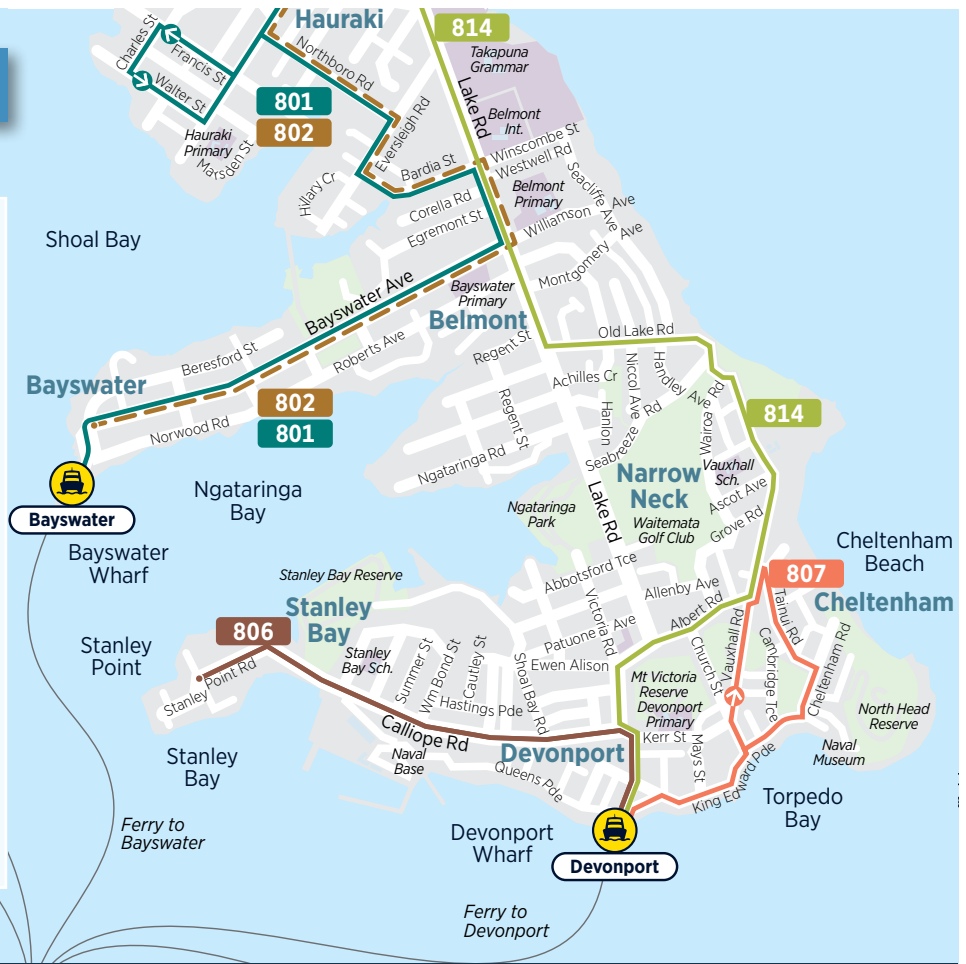 Hauraki
814
Charles St
Francis St
Walter St
Northboro Rd
Takapuna
Grammar
Lake Rd
801
802
Eversleigh Rd
Belmont
Int.
Hauraki
Primary
Marsden St
Winscombe St
Westwell Rd
Bardia St
Seacliffe Ave
Hillary Cr
Belmont
Primary
Corella Rd
Egremont St
Williamson Ave
Shoal Bay
Montgomery Ave
Bayswater Ave
Bayswater
Primary
Belmont
Old Lake Rd
Beresford St
Roberts Ave
Regent St
Bayswater
Achilles Cr
Niccol Ave
Handley Ave
Wairoa Rd
802
801
Norwood Rd
Regent St
Hanlon
Seabreeze Rd
814
Ngataringa Rd
Narrow
Neck
Vauxhall
Sch.
Ascot Ave
Grove Rd
Bayswater
Ngataringa
Bay
Lake Rd
Ngataringa
Park
Waitemata
Golf Club
Bayswater
Wharf
Cheltenham
Beach
Stanley Bay Reserve
Abbotsford Tce
Allenby Ave
807
Cheltenham
Stanley
Bay
Victoria Rd
Albert Rd
Tainui Rd
806
Stanley
Point
Patuone Ave
Church St
Vauxhall Rd
Cambridge Tce
Cheltenham Rd
Stanley
Bay Sch.
Summer St
Wm Bond St
Cautley St
Shoal Bay Rd
Ewen Alison
Stanley Point Rd
Mt Victoria
Reserve
Devonport
Primary
Hastings Pde
North Head
Reserve
Calliope Rd
Kerr St
Mays St
Naval
Museum
Stanley
Bay
Naval
Base
Devonport
Queens Pde
King Edward Pde
Torpedo
Bay
Ferry to
Bayswater
Devonport
Wharf
Devonport
Ferry to
Devonport